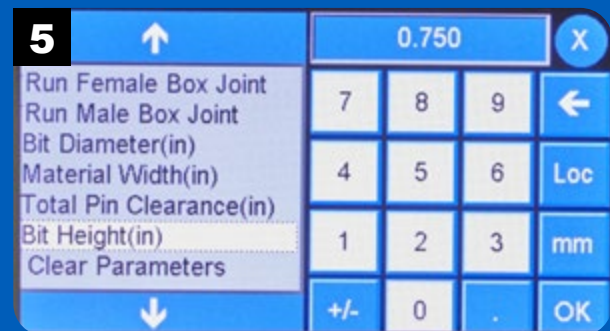 5
0.750
X
Run Female Box Joint
Run Male Box Joint
Bit Diameter(in)
Material Width(in)
Total Pin Clearance(in)
Bit Height(in)
Clear Parameters
7 8 9
4 5 6 Loc
1 2 3 mm
+/- 0 . OK